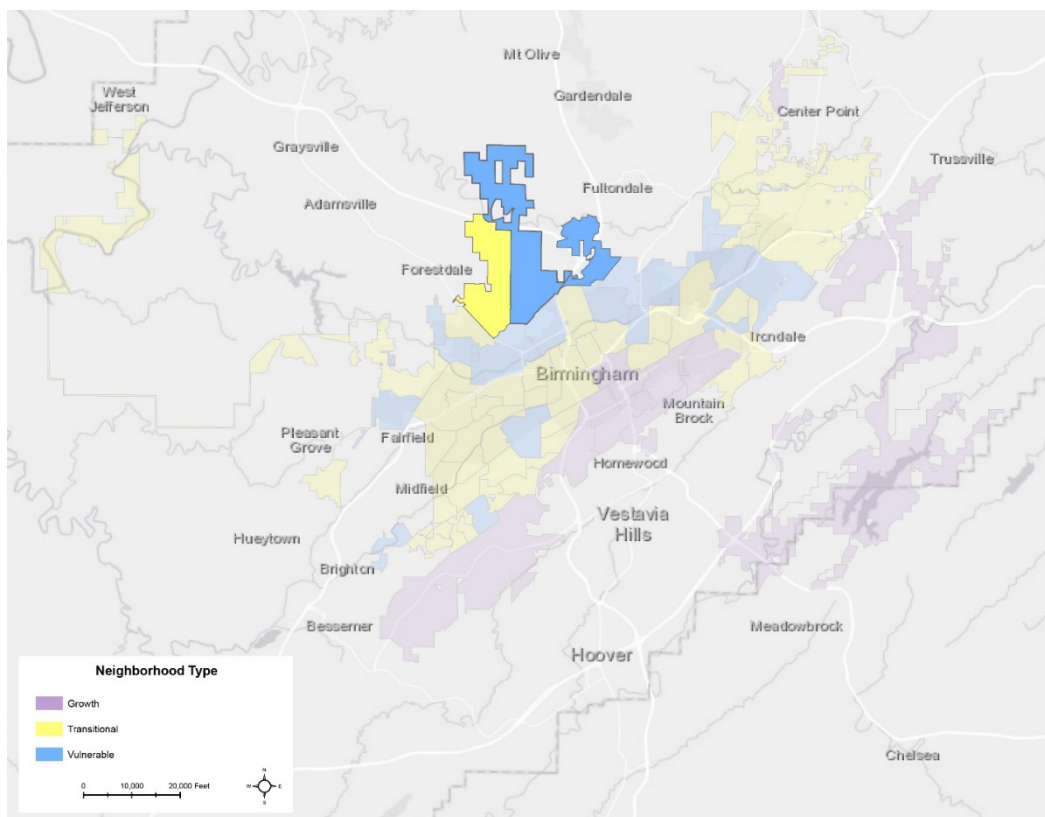 Mt Olive
West
Jefferson
Gardendale
Center Point
Graysville
Trussville
Fultondale
Adamsville
Forestdale
Irondale
Birmingham
Mountain
Brock
Pleasant
Grove
Fairfield
Homewood
Midfield
Vestavia
Hills
Hueytown
Brighton
Bessemer
Meadowbrock
Hoover
Chelsea
Neighborhood Type
Growth
Transitional
Vulnerable
0 10,000 20,000 Feet
N
W E
S